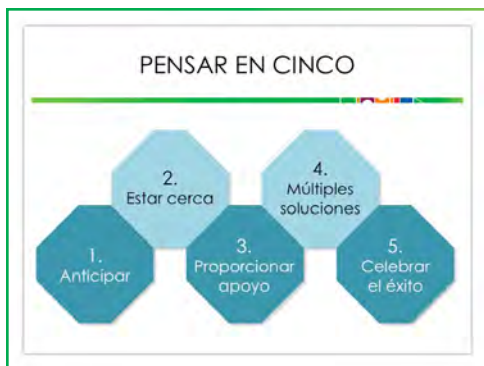 PENSAR EN CINCO
1.
Anticipar
2.
Estar cerca
3.
Proporcionar
apoyo
4.
Múltiples
soluciones
5.
Celebrar
el éxito